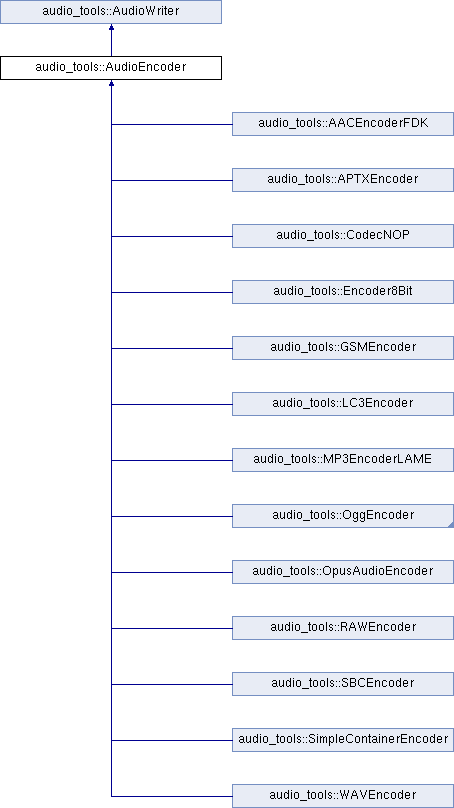 audio_tools::AudioWriter
audio_tools::AudioEncoder
audio_tools::AACEncoderFDK
audio_tools::APTXEncoder
audio_tools::CodecNOP
audio_tools::Encoder8Bit
audio_tools::GSMEncoder
audio_tools::LC3Encoder
audio_tools::MP3EncoderLAME
audio_tools::OggEncoder
audio_tools::OpusAudioEncoder
audio_tools::RAWEncoder
audio_tools::SBCEncoder
audio_tools::SimpleContainerEncoder
audio_tools::WAVEncoder